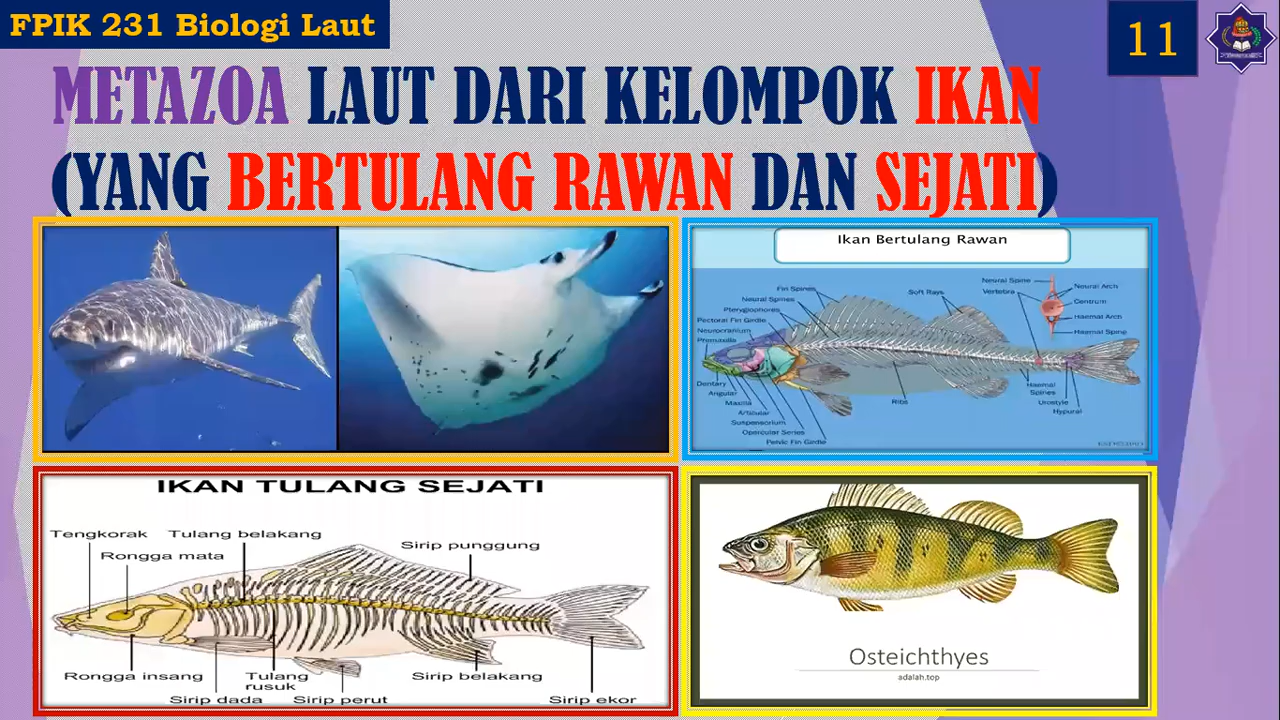 FPIK 231 Biologi Laut
11
METAZOA LAUT DARI KELOMPOK IKAN
(YANG BERTULANG RAWAN DAN SEJATI)
Ikan Bertulang Rawan
Neural Spine
Vertebra
Neural Arch
Centrum
Haemal Arch
Haemal Spine
Fin Spines
Soft Rays
Neural Spines
Pterygiophores
Pectoral Fin Girdle
Neurocranium
Premaxilla
Dentary
Angular
Maxilla
Articular
Suspensorium
Opercular Series
Pelvic Fin Girdle
Ribs
Haemal
Spines
Urostyle
Hypural
IKAN TULANG SEJATI
Tengkorak
Tulang belakang
Rongga mata
Sirip punggung
Rongga insang
Tulang
rusuk
Sirip belakang
Sirip dada
Sirip perut
Sirip ekor
Osteichthyes
adalah.top